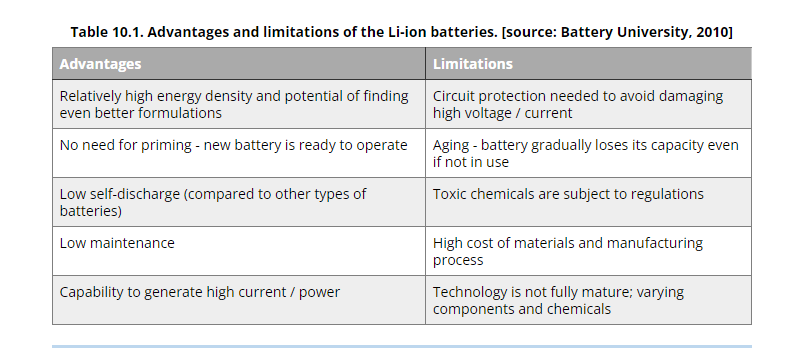 Table 10.1. Advantages and limitations of the Li-ion batteries. [source: Battery University, 2010]
Advantages
Limitations
Relatively high energy density and potential of finding
even better formulations
Circuit protection needed to avoid damaging
high voltage / current
No need for priming - new battery is ready to operate
Aging - battery gradually loses its capacity even
if not in use
Low self-discharge (compared to other types of
batteries)
Toxic chemicals are subject to regulations
Low maintenance
High cost of materials and manufacturing
process
Capability to generate high current / power
Technology is not fully mature; varying
components and chemicals